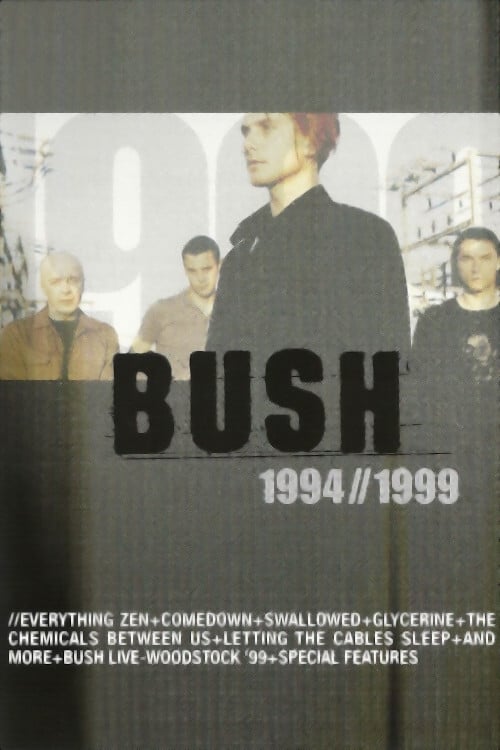 1999
BUSH
1994//1999
//EVERYTHING ZEN+COMEDOWN+SWALLOWED+GLYCERINE+THE
CHEMICALS BETWEEN US+LETTING THE CABLES SLEEP+AND
MORE+BUSH LIVE-WOODSTOCK '99+SPECIAL FEATURES